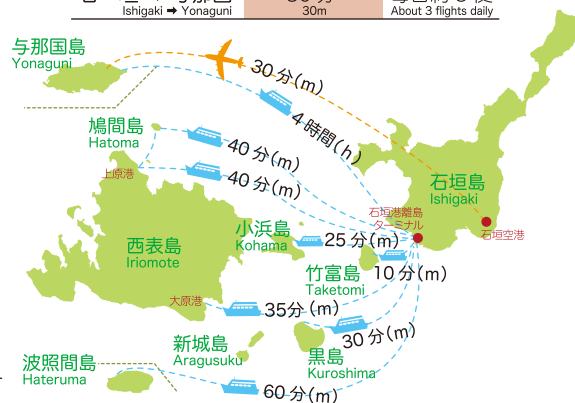 Ishigaki ➡ Yonaguni
30m
About 3 flights daily
与那国島
Yonaguni
30分(m)
4時間(h)
鳩間島
Hatoma
40分(m)
上原港
40分(m)
石垣島
Ishigaki
石垣港離島
ターミナル
石垣空港
小浜島
Kohama
25分(m)
西表島
Iriomote
竹富島
Taketomi
10分(m)
大原港
35分(m)
30分(m)
新城島
Aragusuku
黒島
Kuroshima
波照間島
Hateruma
60分(m)